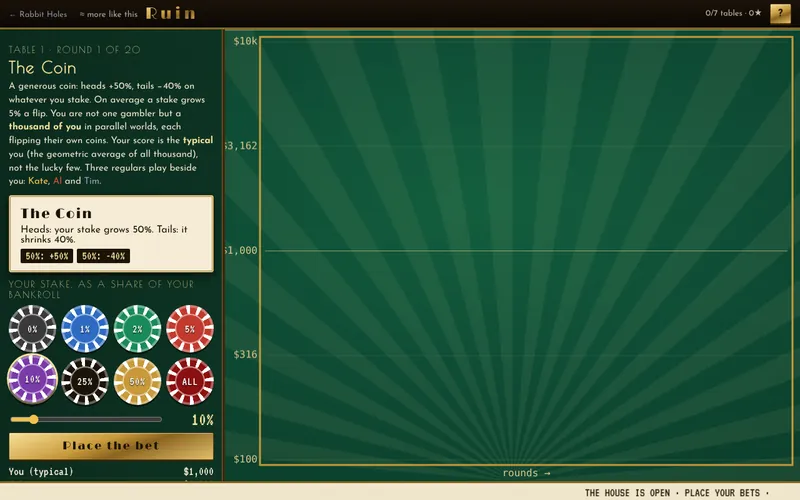 ← Rabbit Holes
≈ more like this
Ruin
0/7 tables · 0★
?
TABLE 1 · ROUND 1 OF 20
The Coin
A generous coin: heads +50%, tails −40% on
whatever you stake. On average a stake grows
5% a flip. You are not one gambler but a
thousand of you in parallel worlds, each
flipping their own coins. Your score is the typical
you (the geometric average of all thousand),
not the lucky few. Three regulars play beside
you: Kate, Al and Tim.
The Coin
Heads: your stake grows 50%. Tails: it
shrinks 40%.
50%: +50%
50%: -40%
YOUR STAKE, AS A SHARE OF YOUR
BANKROLL
0%
1%
2%
5%
10%
25%
50%
ALL
10%
Place the bet
You (typical)
$1,000
$10k
$3,162
$1,000
$316
$100
rounds →
THE HOUSE IS OPEN · PLACE YOUR BETS ·